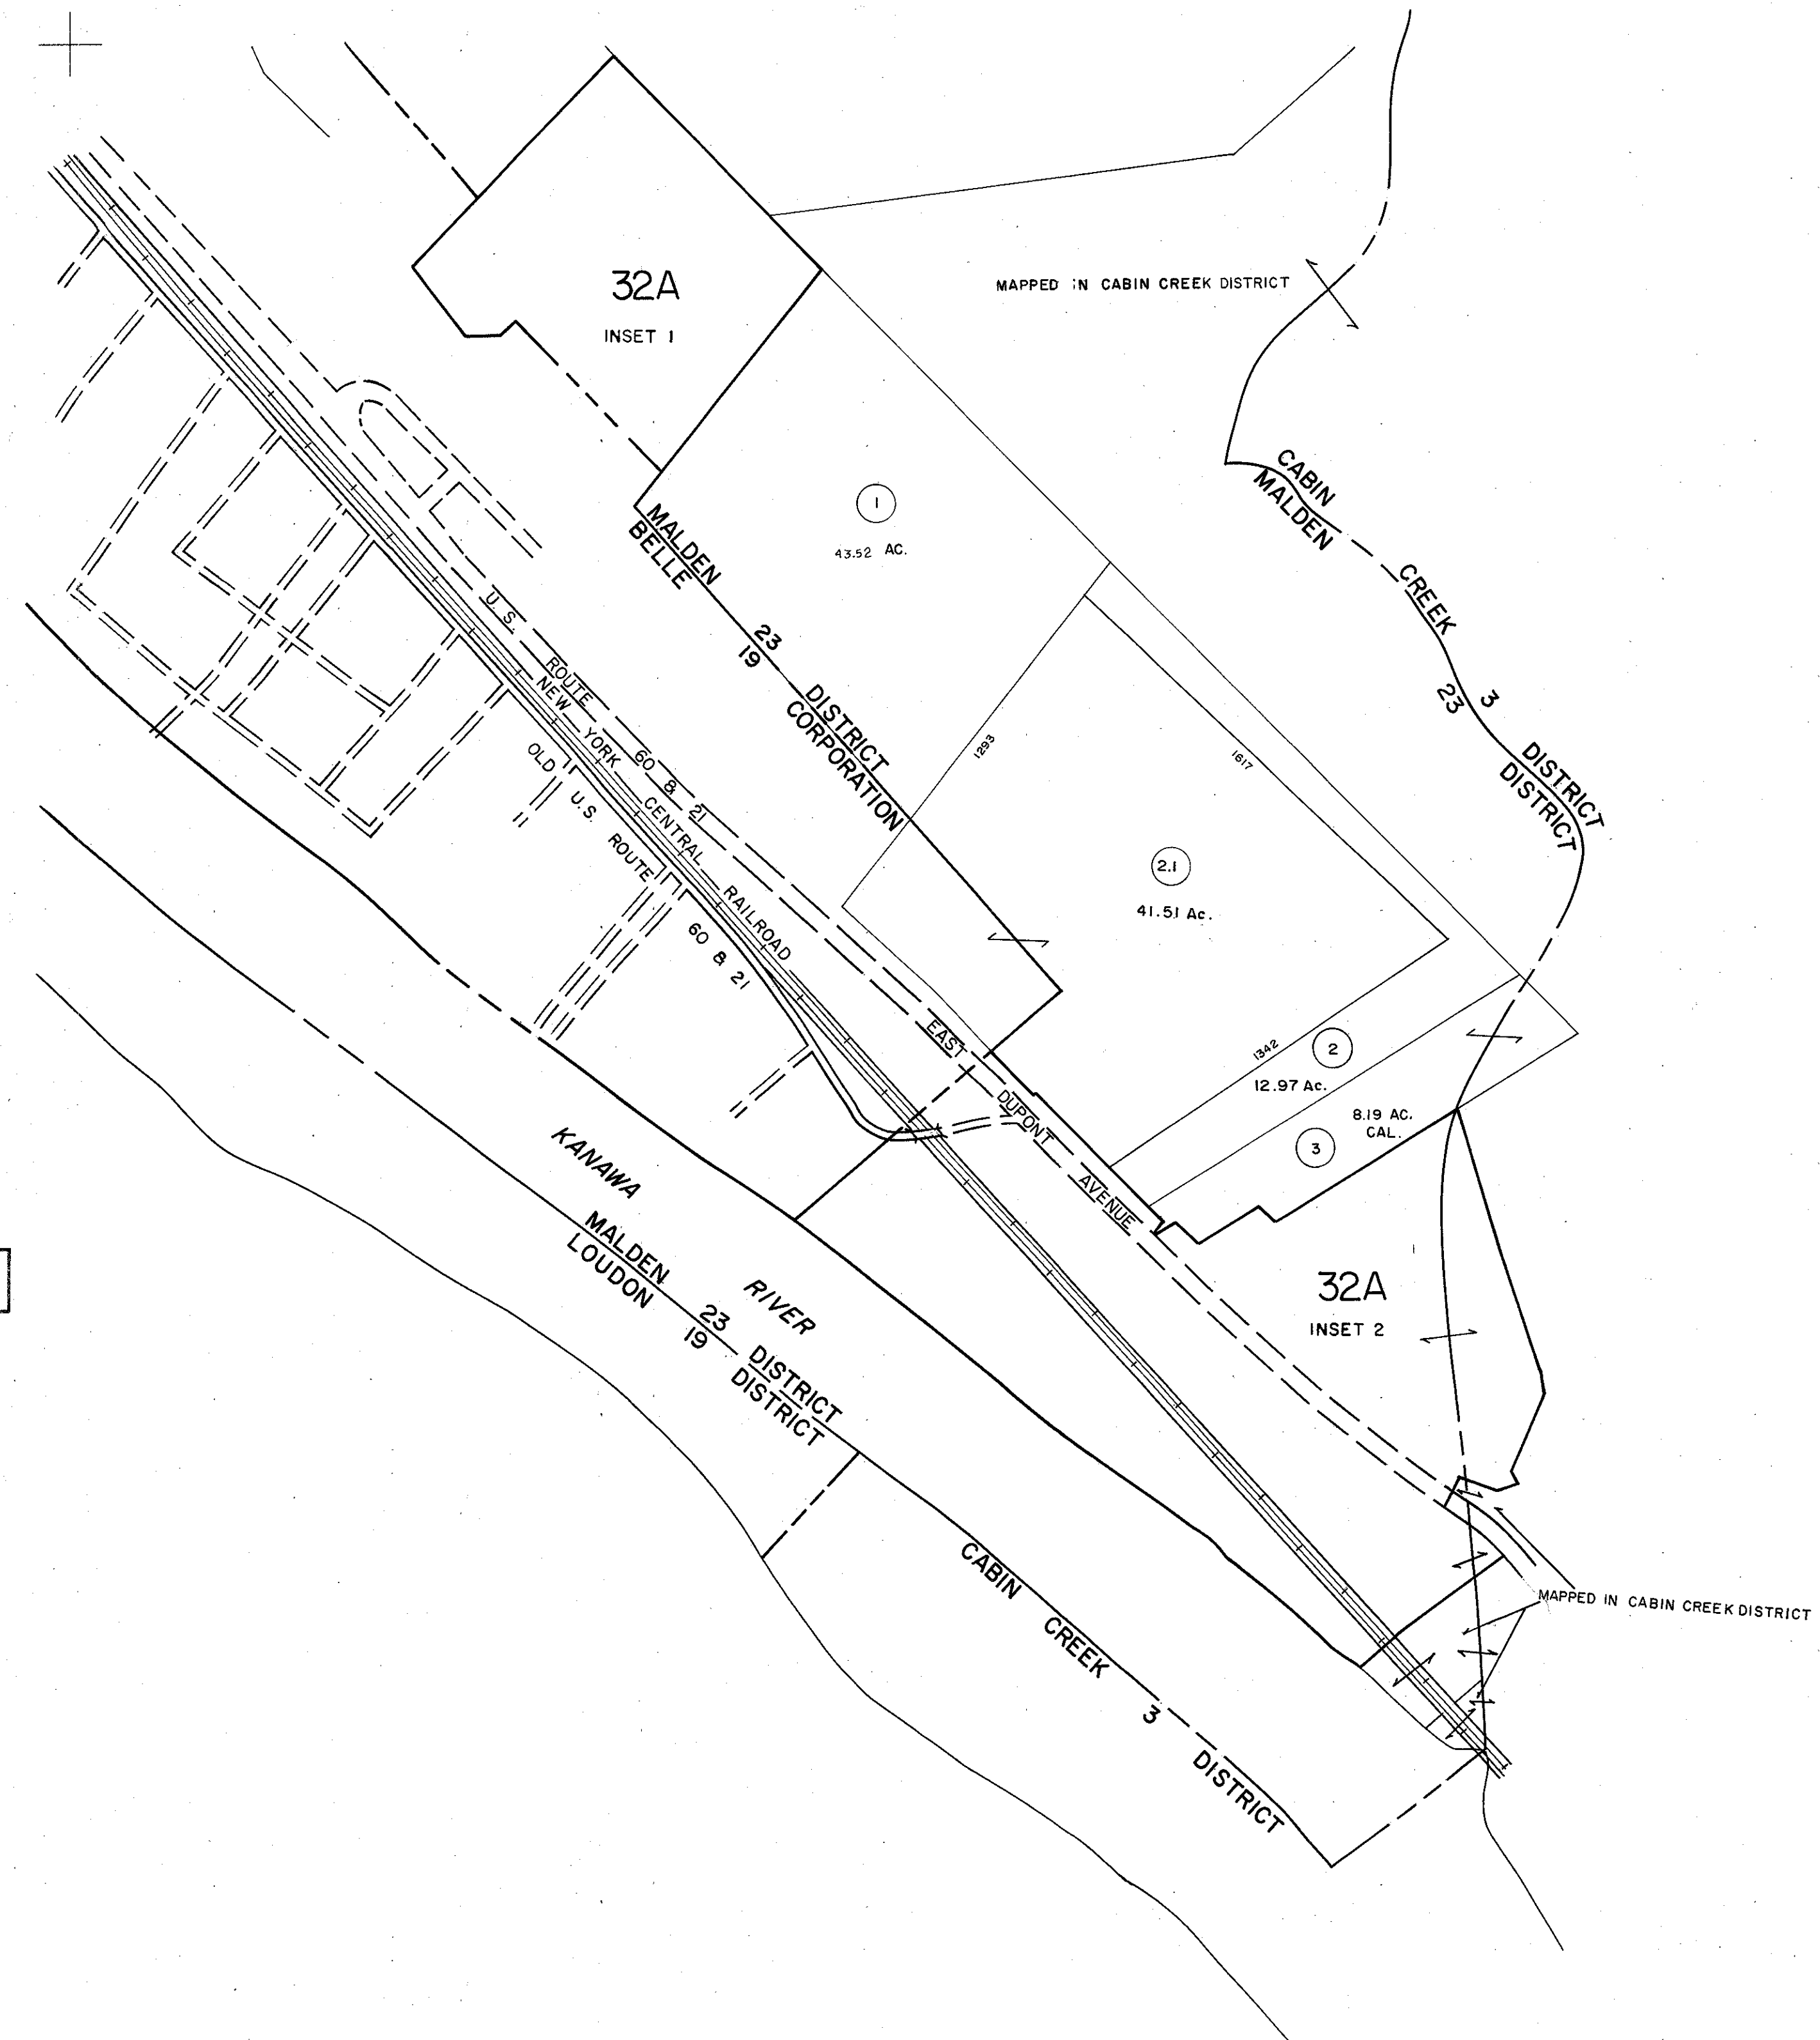 32A
INSET 1
MAPPED IN CABIN CREEK DISTRICT
1
43.52 AC.
CABIN CREEK 3 DISTRICT
MALDEN 23 DISTRICT
MALDEN 23 DISTRICT
BELLE 19 CORPORATION
U. S. ROUTE 60 & 21
NEW YORK CENTRAL RAILROAD
OLD U.S. ROUTE 60 & 21
1293
1617
2.1
41.51 Ac.
1342
2
12.97 Ac.
8.19 AC.
CAL.
3
EAST DUPONT AVENUE
KANAWA RIVER
MALDEN 23 DISTRICT
LOUDON 19 DISTRICT
32A
INSET 2
CABIN CREEK 3 DISTRICT
MAPPED IN CABIN CREEK DISTRICT